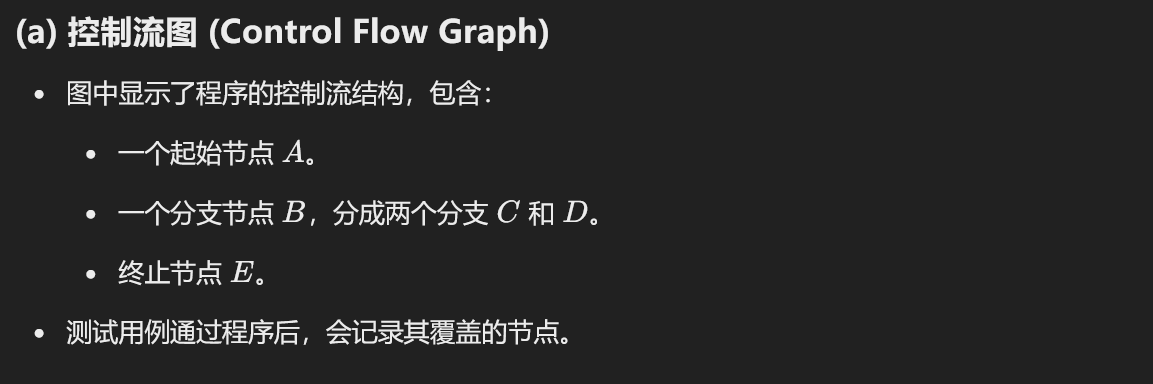 (a) 控制流图 (Control Flow Graph)
• 图中显示了程序的控制流结构，包含：
• 一个起始节点 A。
• 一个分支节点 B，分成两个分支 C 和 D。
• 终止节点 E。
• 测试用例通过程序后，会记录其覆盖的节点。